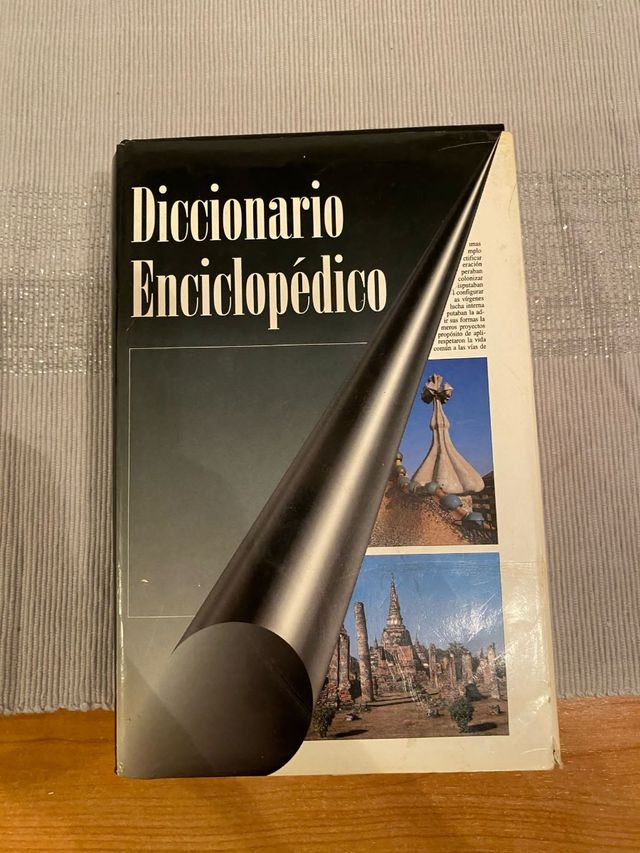 Diccionario
Enciclopédico
imas
mplo
ctificar
eración
peraban
colonizar
isputaban
a configurar
as vírgenes
lucha interna
putaban la ad-
ir sus formas la
meros proyectos
propósito de apli-
respetaron la vida
común a las vías de